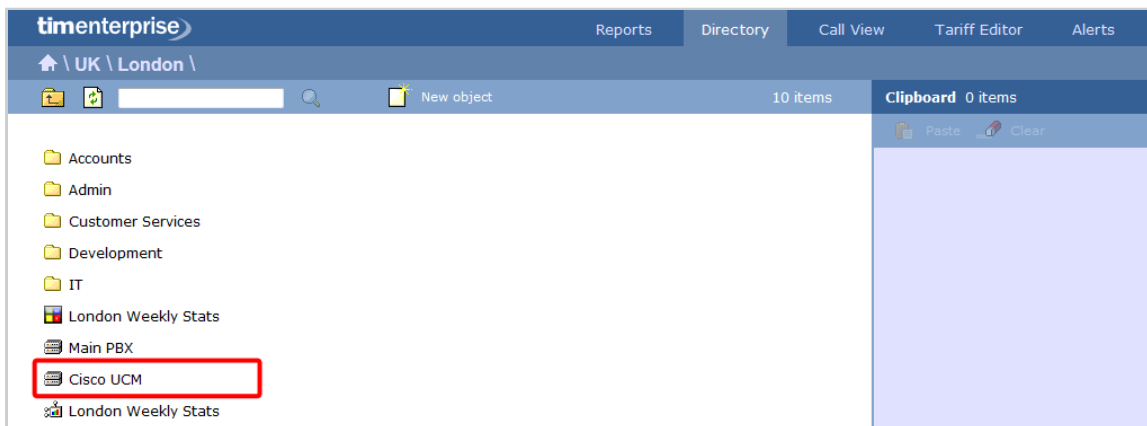 timenterprise
Reports Directory Call View Tariff Editor Alerts
\ UK \ London \
New object 10 items Clipboard 0 items
Paste Clear
Accounts
Admin
Customer Services
Development
IT
London Weekly Stats
Main PBX
Cisco UCM
London Weekly Stats